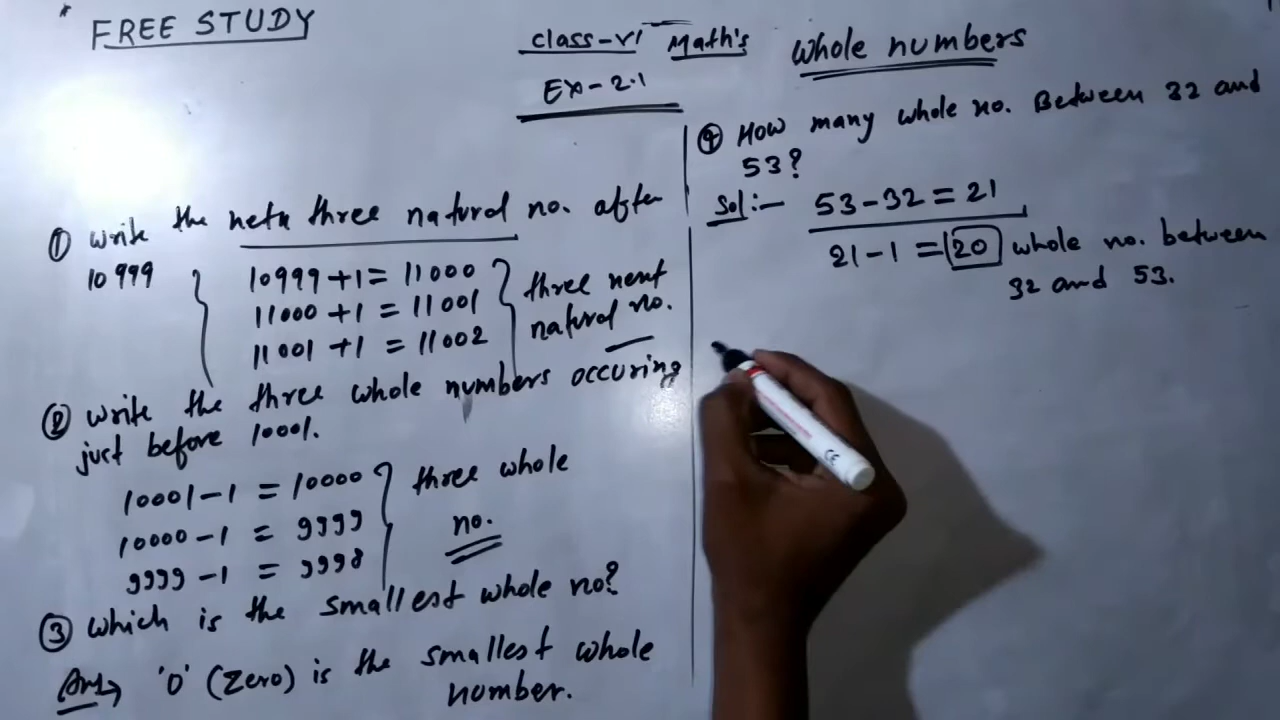 FREE STUDY
class-VI Math's
Ex-2.1
Whole numbers
① Write the next three natural no. after
10999
10999+1=11000
11000+1=11001
11001+1=11002
three next
natural no.
② Write the three whole numbers occuring
just before 10001.
10001-1=10000
10000-1=9999
9999-1=9998
three whole
no.
③ Which is the smallest whole no?
Ans→ '0' (Zero) is the smallest whole
number.
④ How many whole no. Between 32 and
53?
Sol:- 53-32=21
21-1=20 whole no. between
32 and 53.
CE